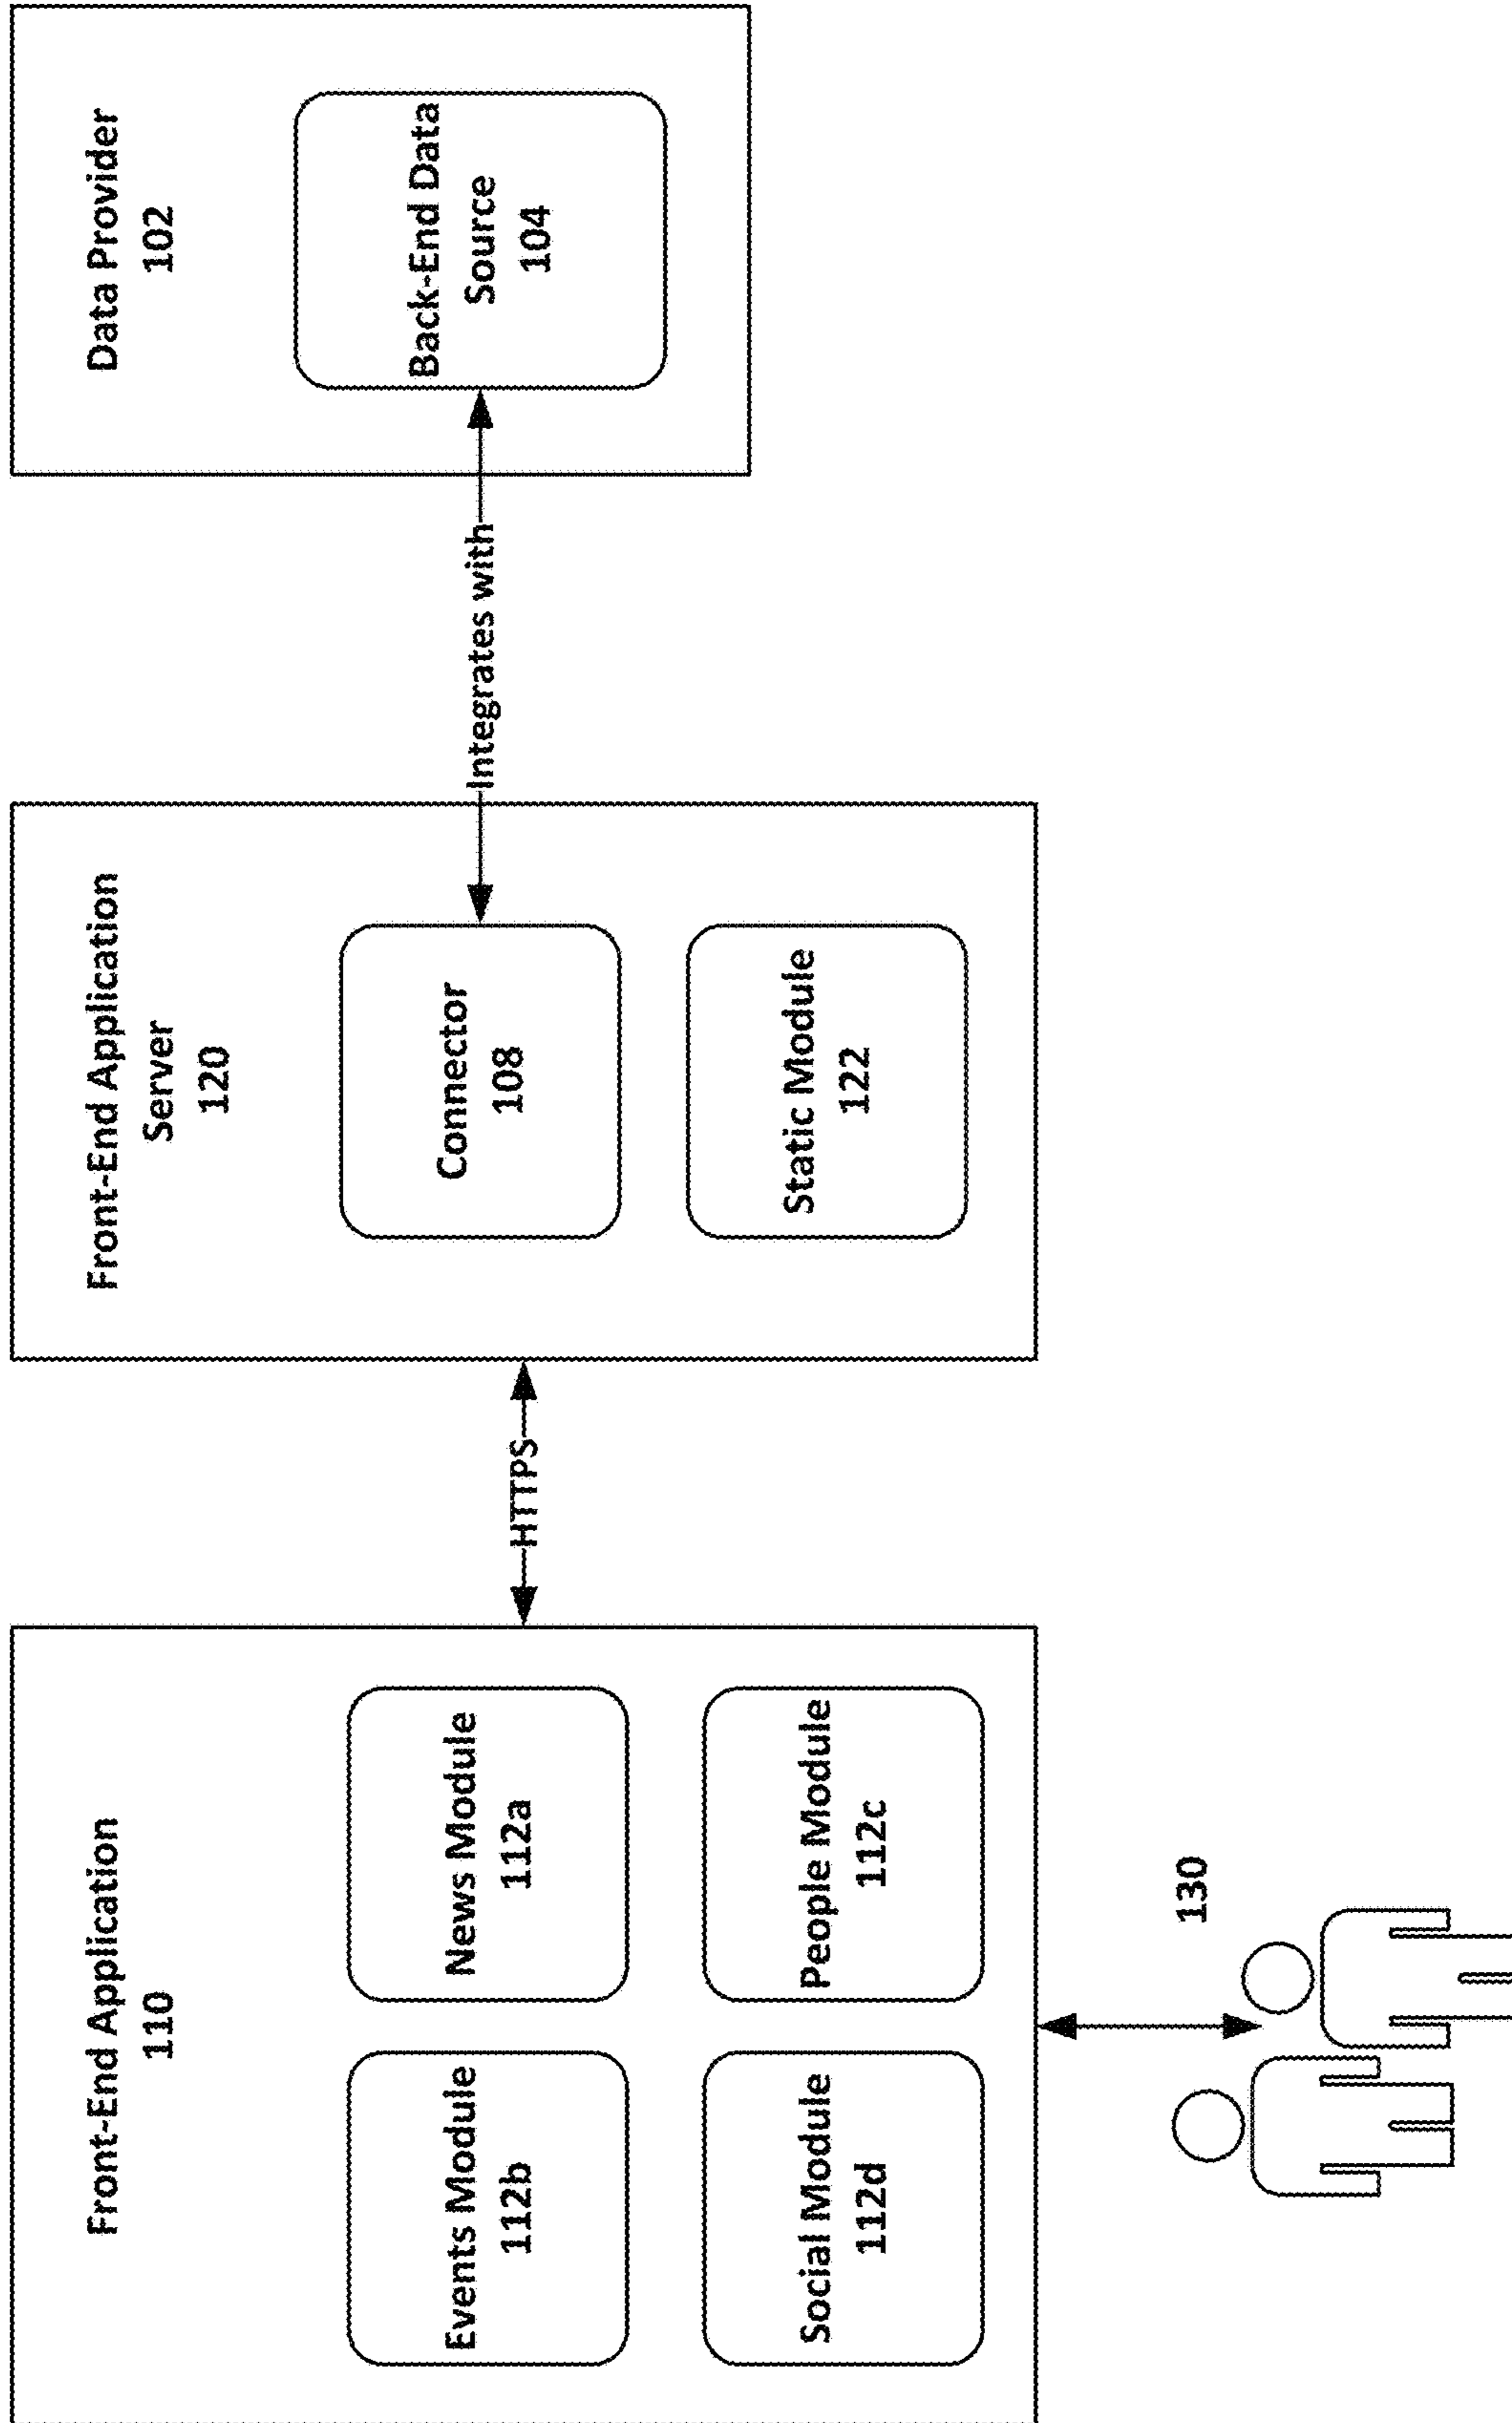 Front-End Application
110
Events Module
112b
News Module
112a
Social Module
112d
People Module
112c
130
HTTPS
Front-End Application
Server
120
Connector
108
Static Module
122
Integrates with
Data Provider
102
Back-End Data
Source
104